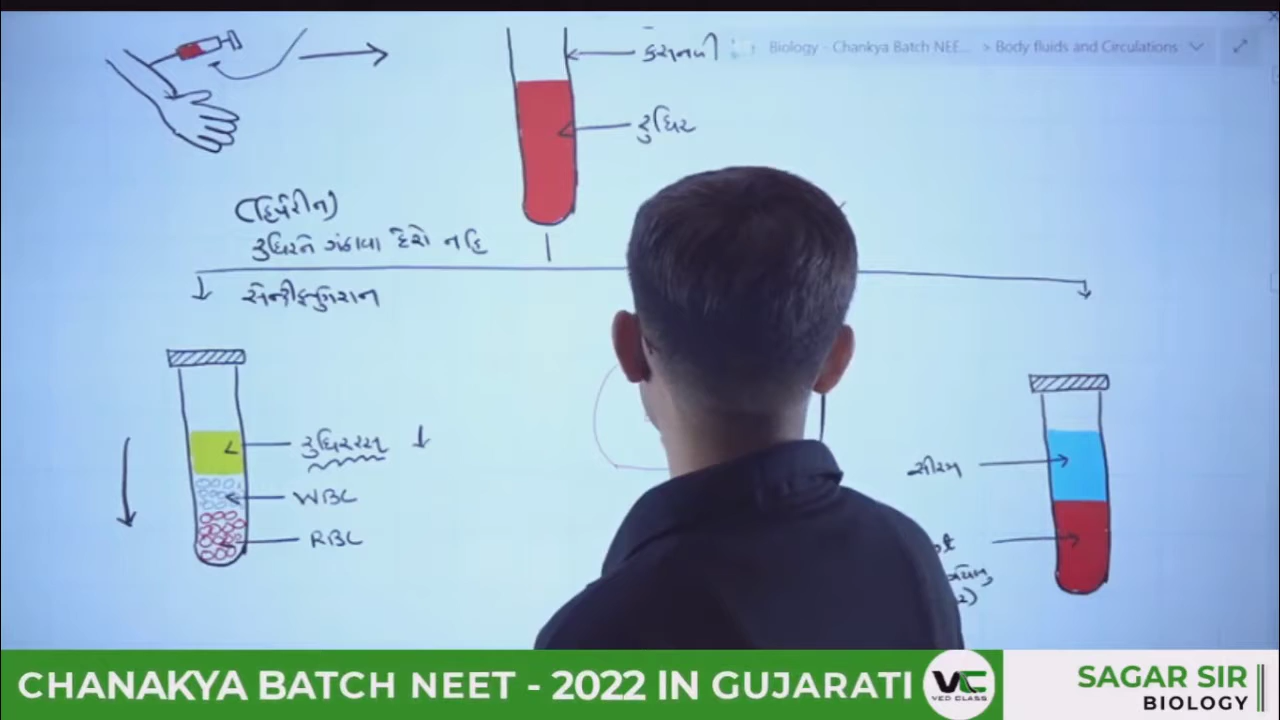 કસનળી
Biology - Chankya Batch NEE... > Body fluids and Circulations
રુધિર
(હિપેરીન)
રુધિરને ગંઠાવા દેશે નહિ
સેન્ટ્રીફ્યુગેશન
રુધિરરસ ↓
WBC
RBC
સીરમ
CHANAKYA BATCH NEET - 2022 IN GUJARATI
VC
VED CLASS
SAGAR SIR
BIOLOGY